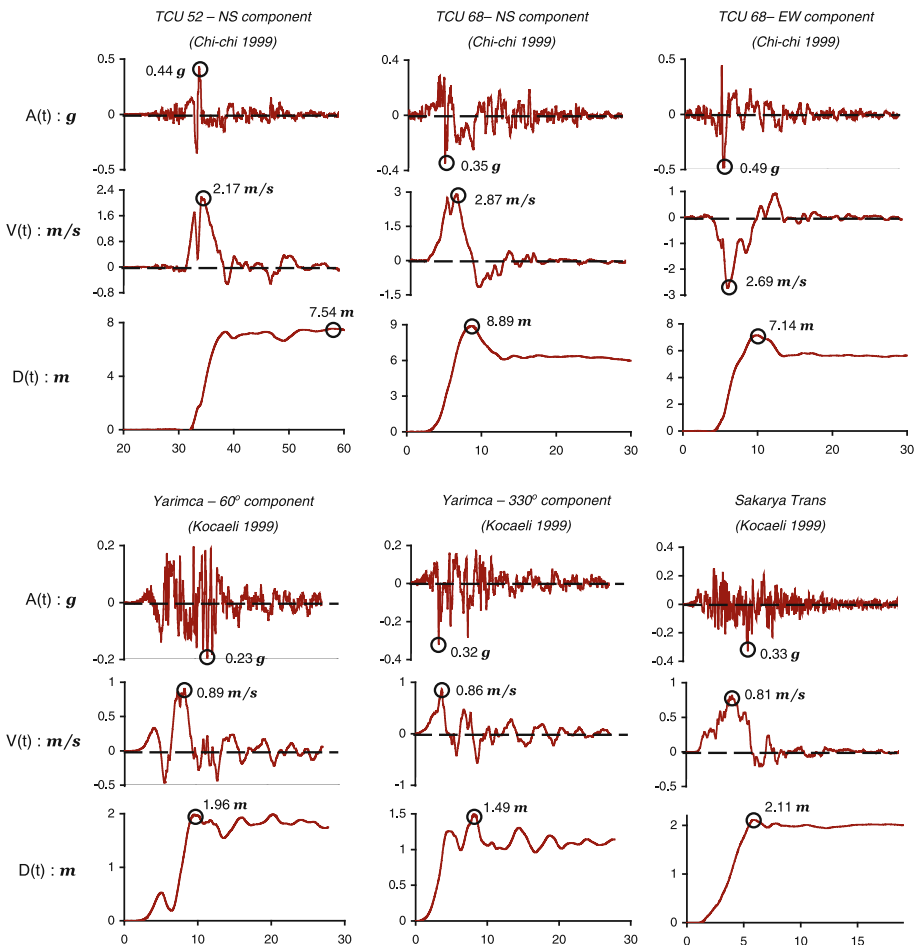 TCU 52 – NS component
(Chi-chi 1999)
TCU 68– NS component
(Chi-chi 1999)
TCU 68– EW component
(Chi-chi 1999)
A(t) : g
0.5
0
-0.5
0.44 g
0.4
0
-0.4
0.35 g
0.5
0
-0.5
0.49 g
V(t) : m/s
2.4
1.6
0.8
0
-0.8
2.17 m/s
3
1.5
0
-1.5
2.87 m/s
1
0
-1
-2
-3
2.69 m/s
D(t) : m
8
4
0
7.54 m
20 30 40 50 60
9
6
3
0
8.89 m
0 10 20 30
8
6
4
2
0
7.14 m
0 10 20 30
Yarimca – 60o component
(Kocaeli 1999)
Yarimca – 330o component
(Kocaeli 1999)
Sakarya Trans
(Kocaeli 1999)
A(t) : g
0.2
0
-0.2
0.23 g
0.2
0
-0.2
-0.4
0.32 g
0.4
0.2
0
-0.2
-0.4
0.33 g
V(t) : m/s
1
0.5
0
-0.5
0.89 m/s
1
0
-1
0.86 m/s
1
0.5
0
-0.5
0.81 m/s
D(t) : m
2
1
0
1.96 m
0 10 20 30
1.5
1
0.5
0
1.49 m
0 10 20 30
2
1
0
2.11 m
0 5 10 15